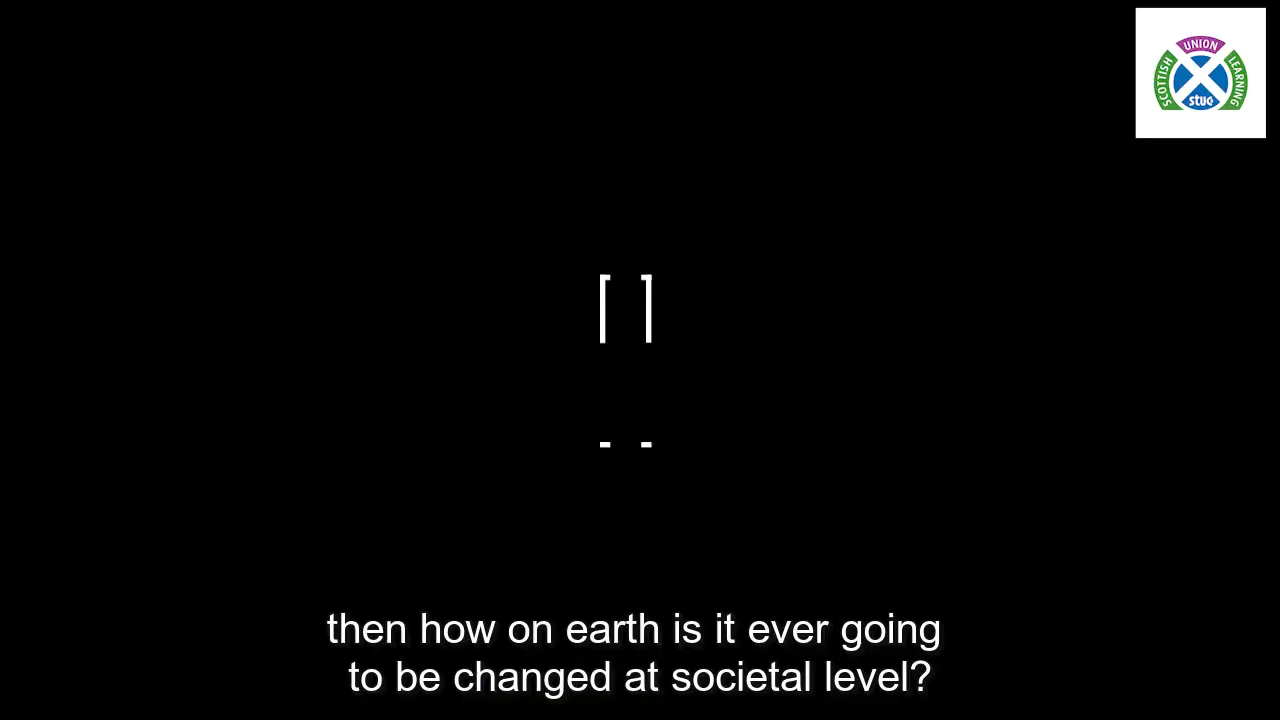 SCOTTISH UNION LEARNING
stuc
then how on earth is it ever going
to be changed at societal level?